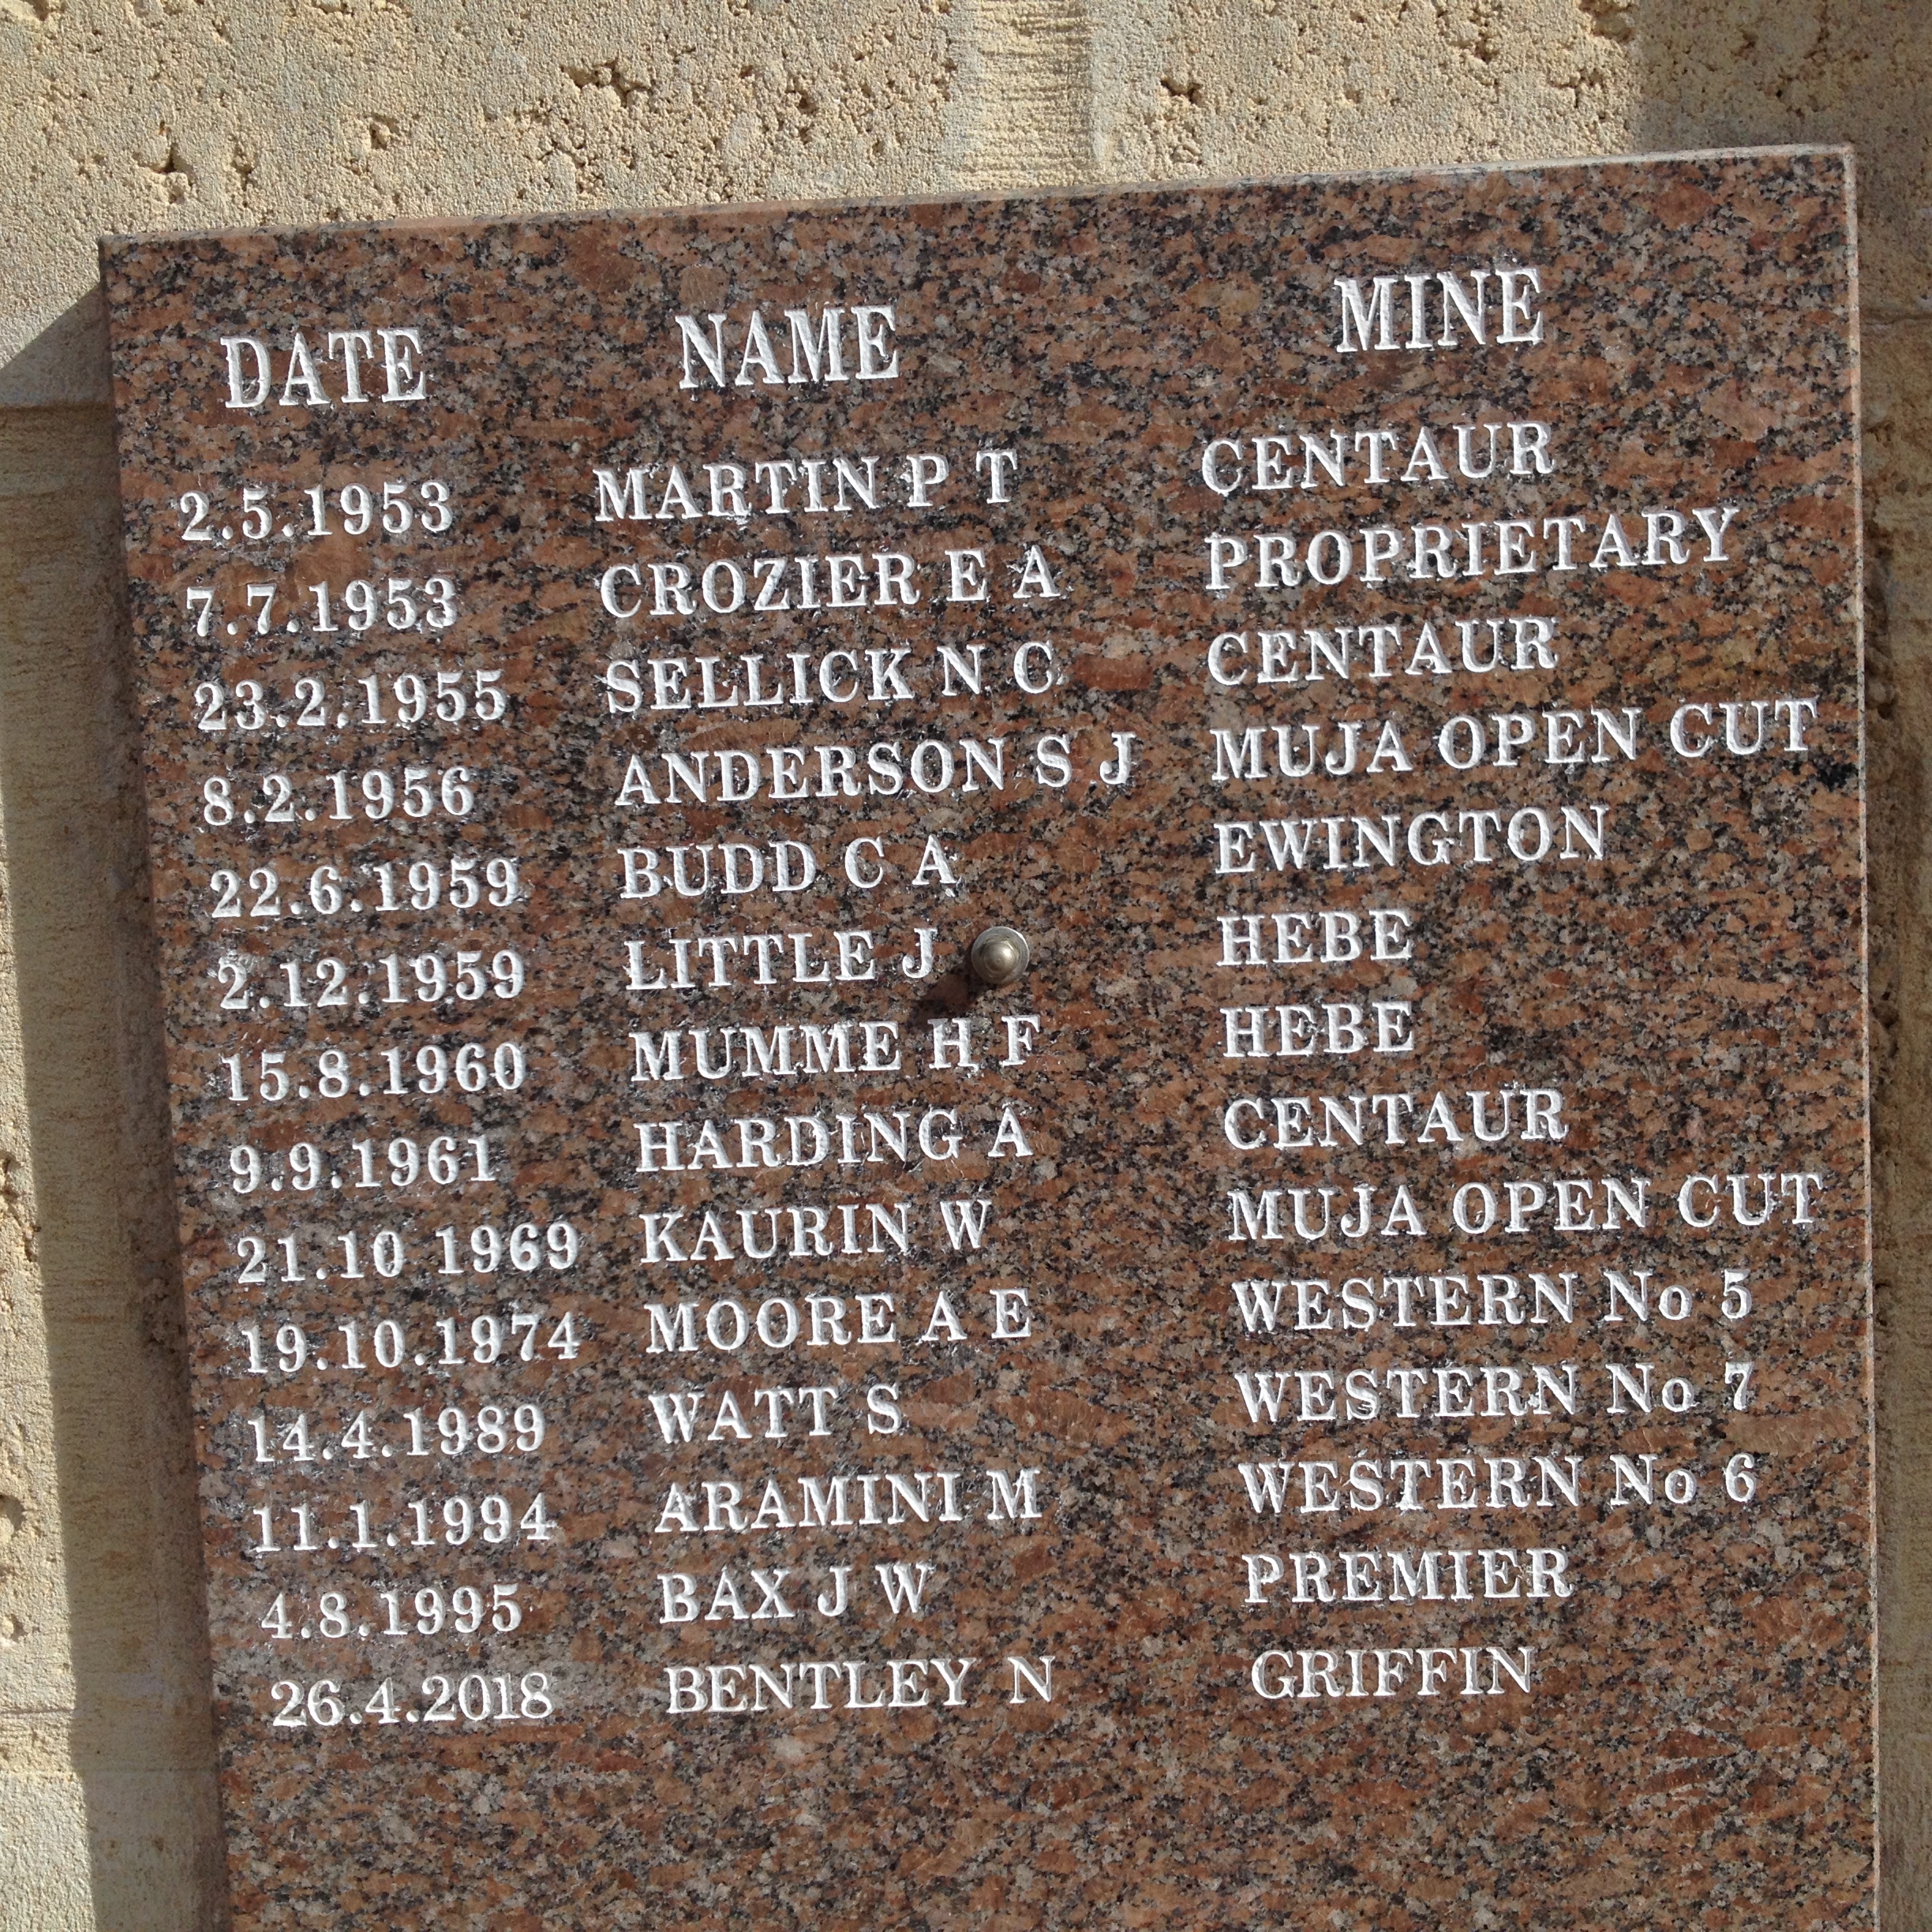 DATE NAME MINE
2.5.1953 MARTIN P T CENTAUR
7.7.1953 CROZIER E A PROPRIETARY
23.2.1955 SELLICK N C CENTAUR
8.2.1956 ANDERSON S J MUJA OPEN CUT
22.6.1959 BUDD C A EWINGTON
2.12.1959 LITTLE J HEBE
15.8.1960 MUMME H F HEBE
9.9.1961 HARDING A CENTAUR
21.10 1969 KAURIN W MUJA OPEN CUT
19.10.1974 MOORE A E WESTERN No 5
14.4.1989 WATT S WESTERN No 7
11.1.1994 ARAMINI M WESTERN No 6
4.8.1995 BAX J W PREMIER
26.4.2018 BENTLEY N GRIFFIN